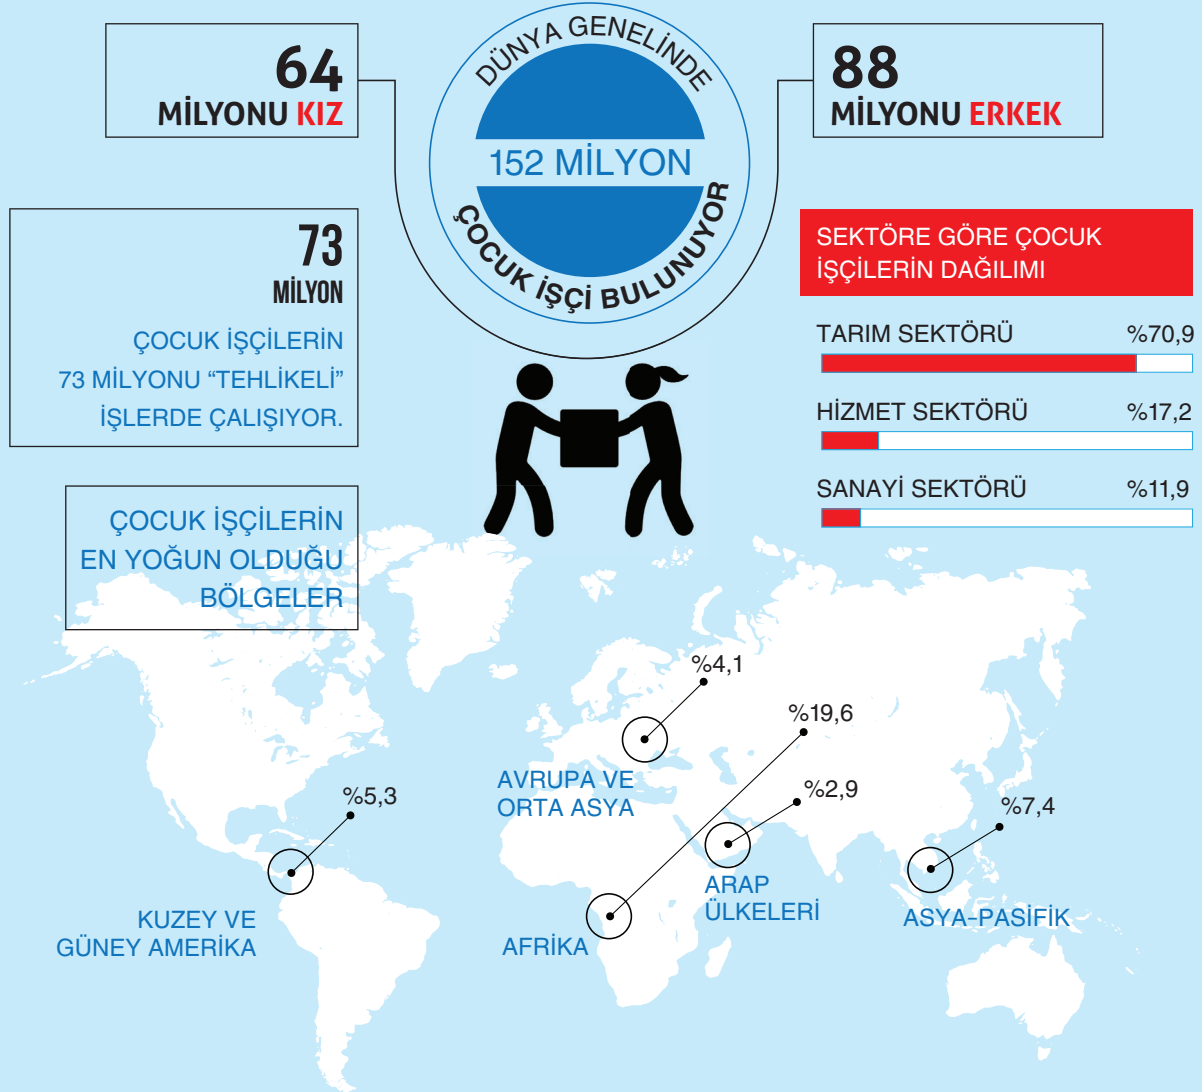 64
MİLYONU KIZ
DÜNYA GENELİNDE
152 MİLYON
ÇOCUK İŞÇİ BULUNUYOR
88
MİLYONU ERKEK
73
MİLYON
ÇOCUK İŞÇİLERİN
73 MİLYONU “TEHLİKELİ”
İŞLERDE ÇALIŞIYOR.
SEKTÖRE GÖRE ÇOCUK
İŞÇİLERİN DAĞILIMI
TARIM SEKTÖRÜ %70,9
HİZMET SEKTÖRÜ %17,2
SANAYİ SEKTÖRÜ %11,9
ÇOCUK İŞÇİLERİN
EN YOĞUN OLDUĞU
BÖLGELER
%4,1
AVRUPA VE
ORTA ASYA
%19,6
AFRİKA
%2,9
ARAP
ÜLKELERİ
%7,4
ASYA-PASİFİK
%5,3
KUZEY VE
GÜNEY AMERİKA